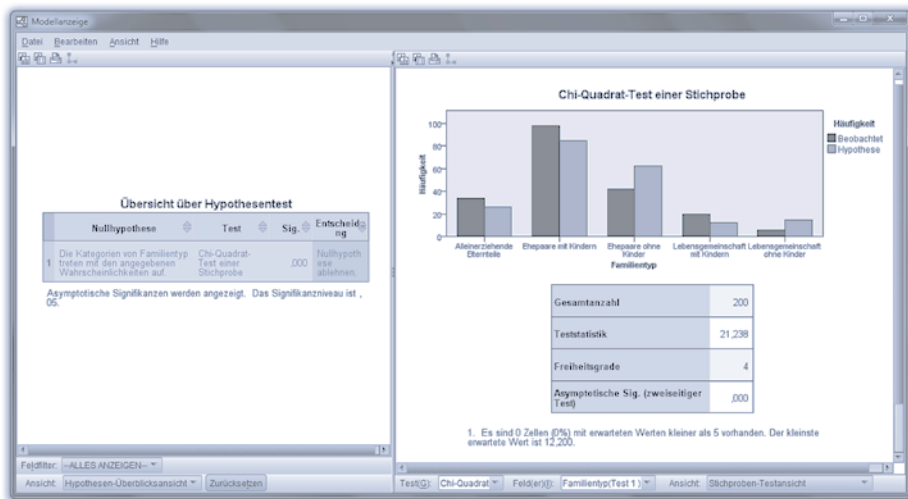 Modellanzeige
Datei Bearbeiten Ansicht Hilfe
Übersicht über Hypothesentest
Nullhypothese Test Sig. Entscheidu
ng
1 Die Kategorien von Familientyp
treten mit den angegebenen
Wahrscheinlichkeiten auf.
Chi-Quadrat-
Test einer
Stichprobe
,000
Nullhypoth
ese
ablehnen.
Asymptotische Signifikanzen werden angezeigt. Das Signifikanzniveau ist ,
05.
Feldfilter: --ALLES ANZEIGEN--
Ansicht: Hypothesen-Überblicksansicht Zurücksetzen
Chi-Quadrat-Test einer Stichprobe
Häufigkeit
100
80
60
40
20
0
Alleinerziehende
Elternteile
Ehepaare mit Kindern
Ehepaare ohne
Kinder
Lebensgemeinschaft
mit Kindern
Lebensgemeinschaft
ohne Kinder
Familientyp
Häufigkeit
Beobachtet
Hypothese
Gesamtanzahl 200
Teststatistik 21,238
Freiheitsgrade 4
Asymptotische Sig. (zweiseitiger
Test) ,000
1. Es sind 0 Zellen (0%) mit erwarteten Werten kleiner als 5 vorhanden. Der kleinste
erwartete Wert ist 12,200.
Test(G): Chi-Quadrat Feld(er)(I): Familientyp(Test 1) Ansicht: Stichproben-Testansicht